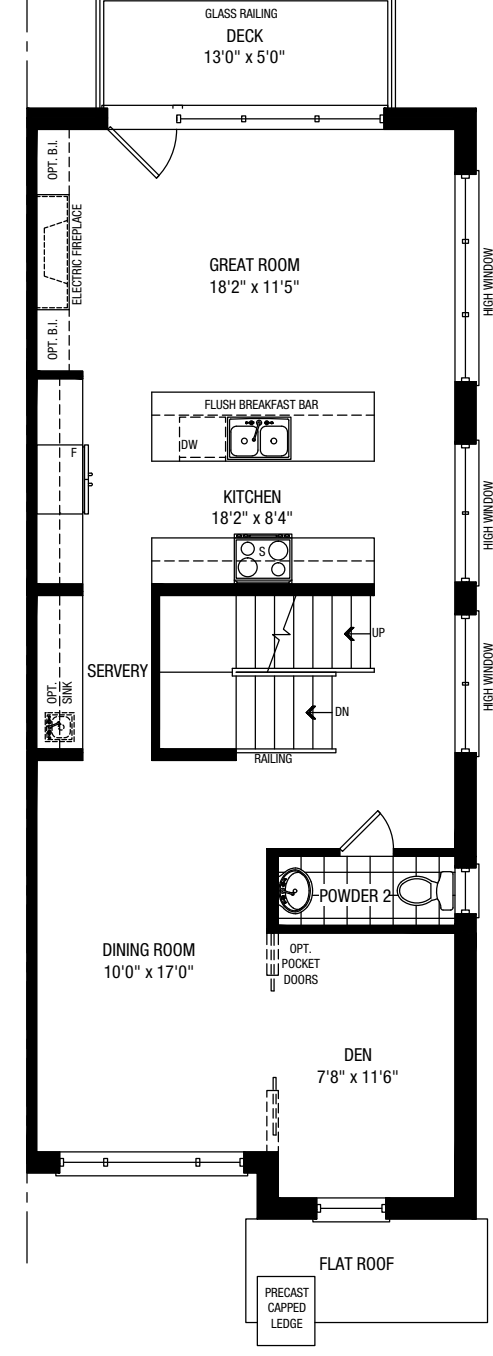 GLASS RAILING
DECK
13'0" x 5'0"
OPT. B.I.
ELECTRIC FIREPLACE
OPT. B.I.
GREAT ROOM
18'2" x 11'5"
HIGH WINDOW
FLUSH BREAKFAST BAR
DW
F
KITCHEN
18'2" x 8'4"
S
HIGH WINDOW
UP
SERVERY
OPT.
SINK
DN
RAILING
HIGH WINDOW
POWDER 2
DINING ROOM
10'0" x 17'0"
OPT.
POCKET
DOORS
DEN
7'8" x 11'6"
FLAT ROOF
PRECAST
CAPPED
LEDGE